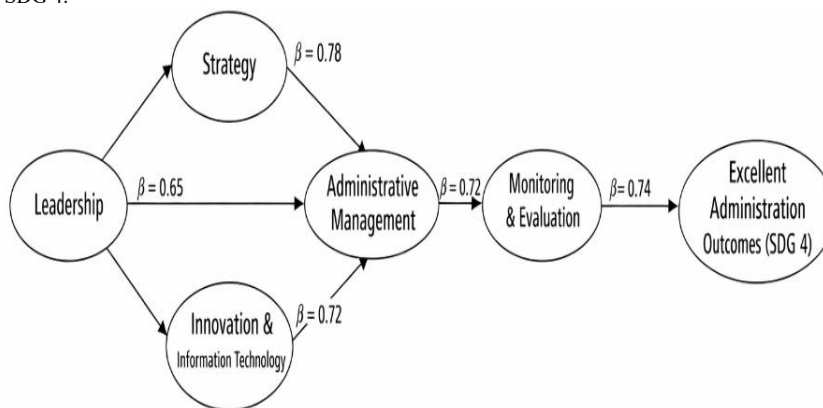 SDG 4.
Strategy
β = 0.78
Leadership
β = 0.65
Administrative
Management
β = 0.72
Monitoring
& Evaluation
β= 0.74
Excellent
Administration
Outcomes (SDG 4)
Innovation &
Information Technology
β = 0.72